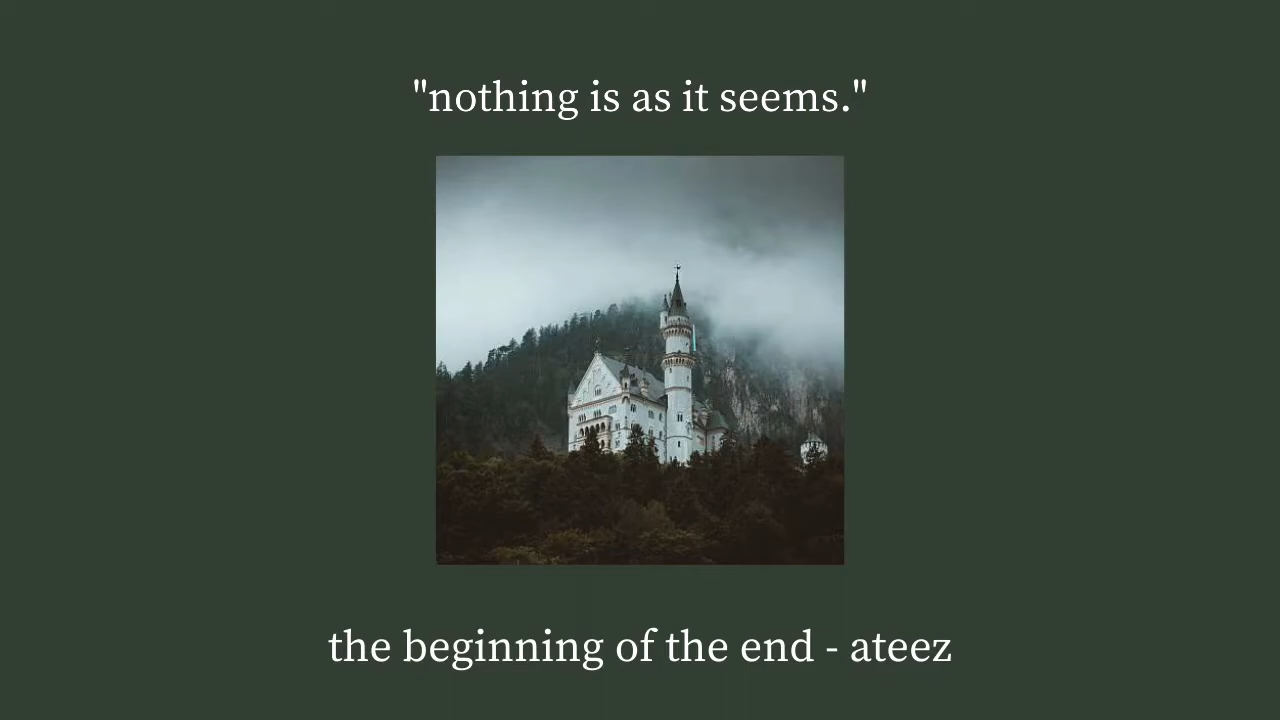 "nothing is as it seems."
the beginning of the end - ateez